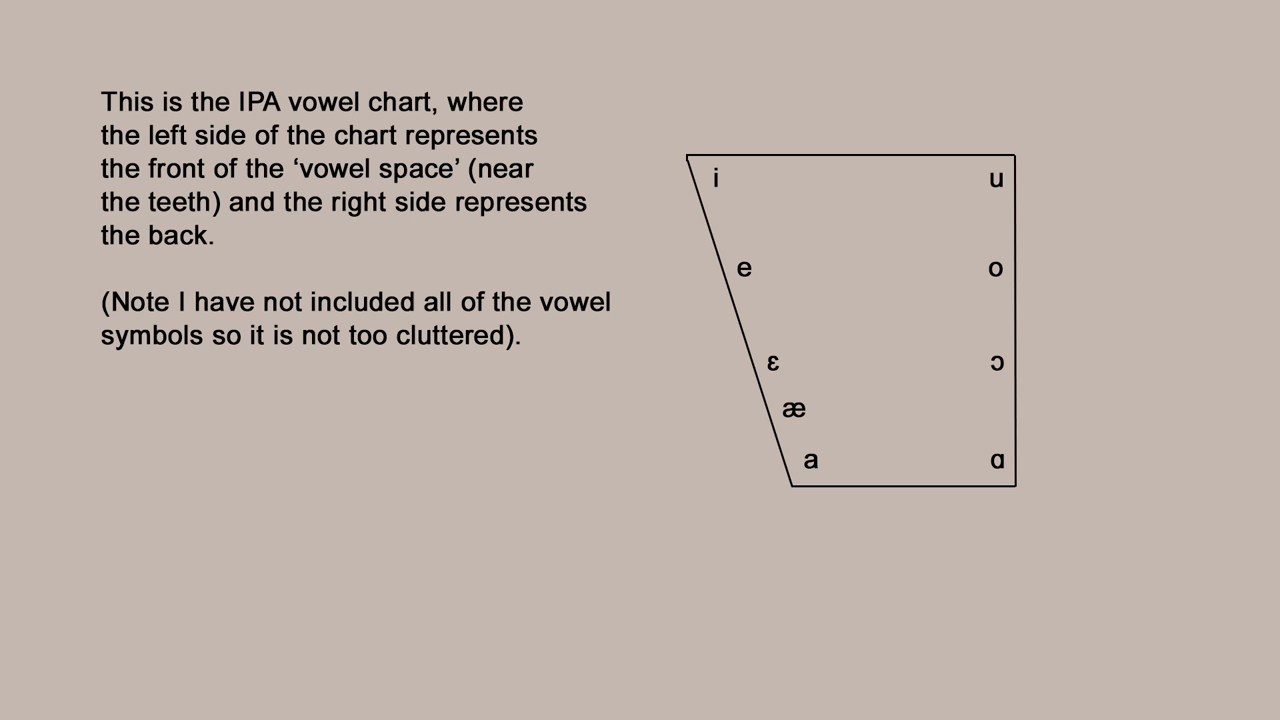 This is the IPA vowel chart, where
the left side of the chart represents
the front of the ‘vowel space’ (near
the teeth) and the right side represents
the back.
(Note I have not included all of the vowel
symbols so it is not too cluttered).
i u
e o
ɛ ɔ
æ
a ɑ